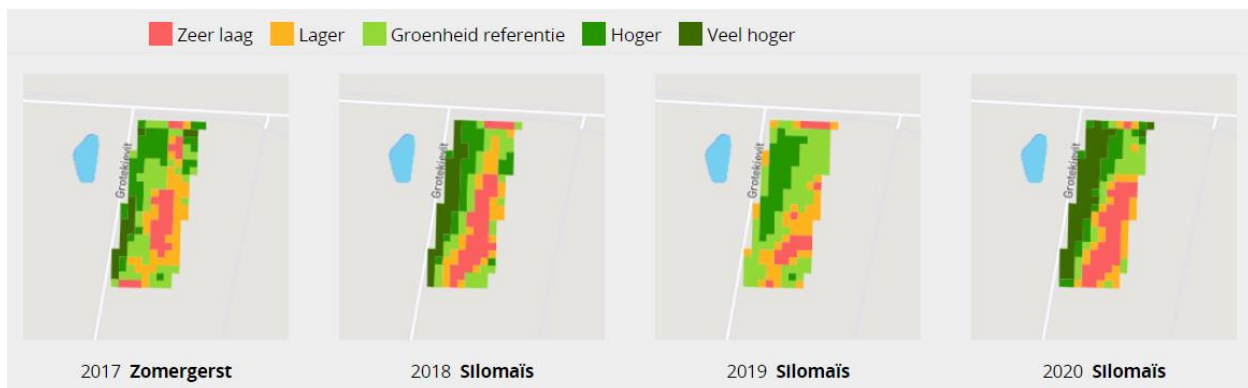 Zeer laag Lager Groenheid referentie Hoger Veel hoger
Grotekievit
Grotekievit
Grotekievit
Grotekievit
2017 Zomergerst
2018 Silomaïs
2019 Silomaïs
2020 Silomaïs